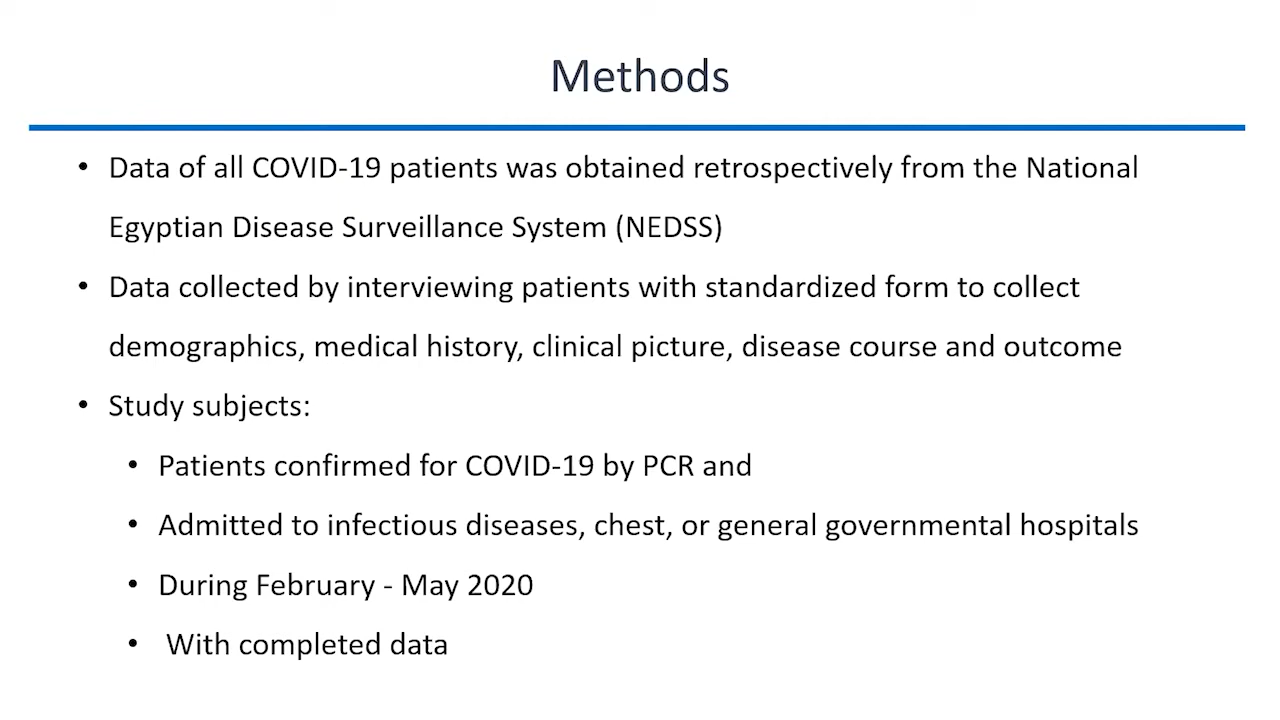 Methods
• Data of all COVID-19 patients was obtained retrospectively from the National
Egyptian Disease Surveillance System (NEDSS)
• Data collected by interviewing patients with standardized form to collect
demographics, medical history, clinical picture, disease course and outcome
• Study subjects:
• Patients confirmed for COVID-19 by PCR and
• Admitted to infectious diseases, chest, or general governmental hospitals
• During February - May 2020
• With completed data